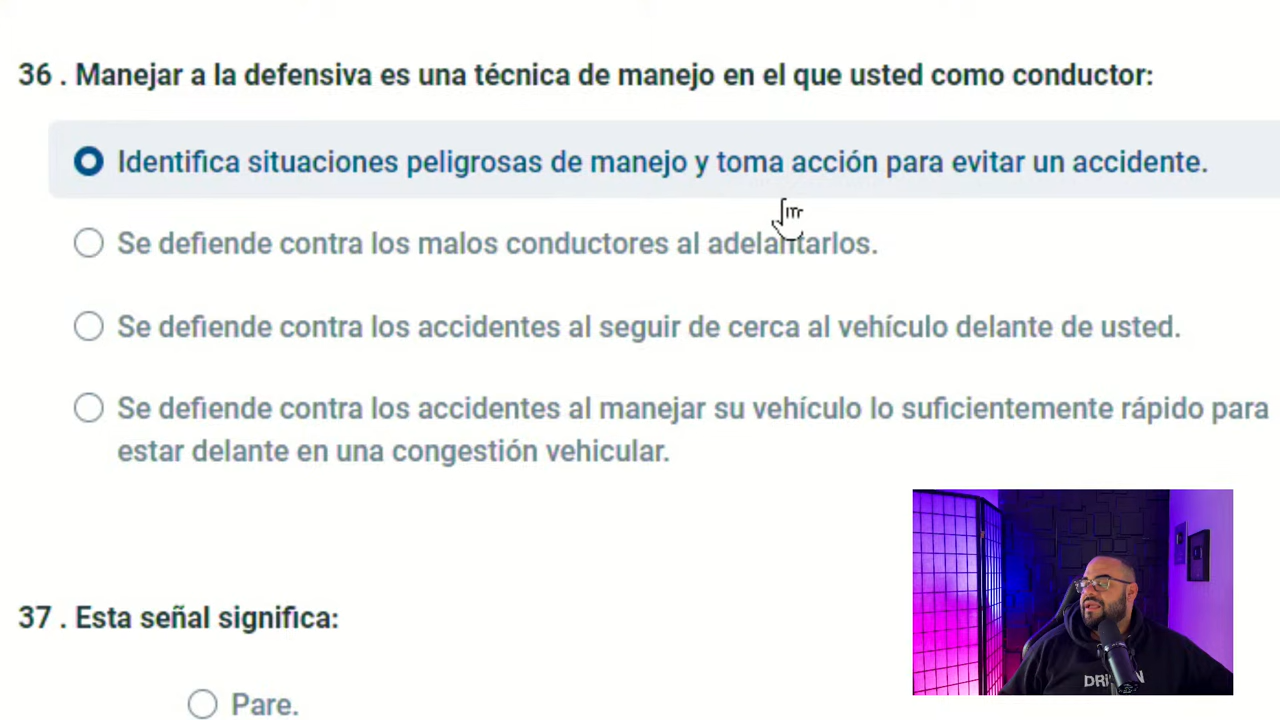 36 . Manejar a la defensiva es una técnica de manejo en el que usted como conductor:
Identifica situaciones peligrosas de manejo y toma acción para evitar un accidente.
Se defiende contra los malos conductores al adelantarlos.
Se defiende contra los accidentes al seguir de cerca al vehículo delante de usted.
Se defiende contra los accidentes al manejar su vehículo lo suficientemente rápido para
estar delante en una congestión vehicular.
37 . Esta señal significa:
Pare.